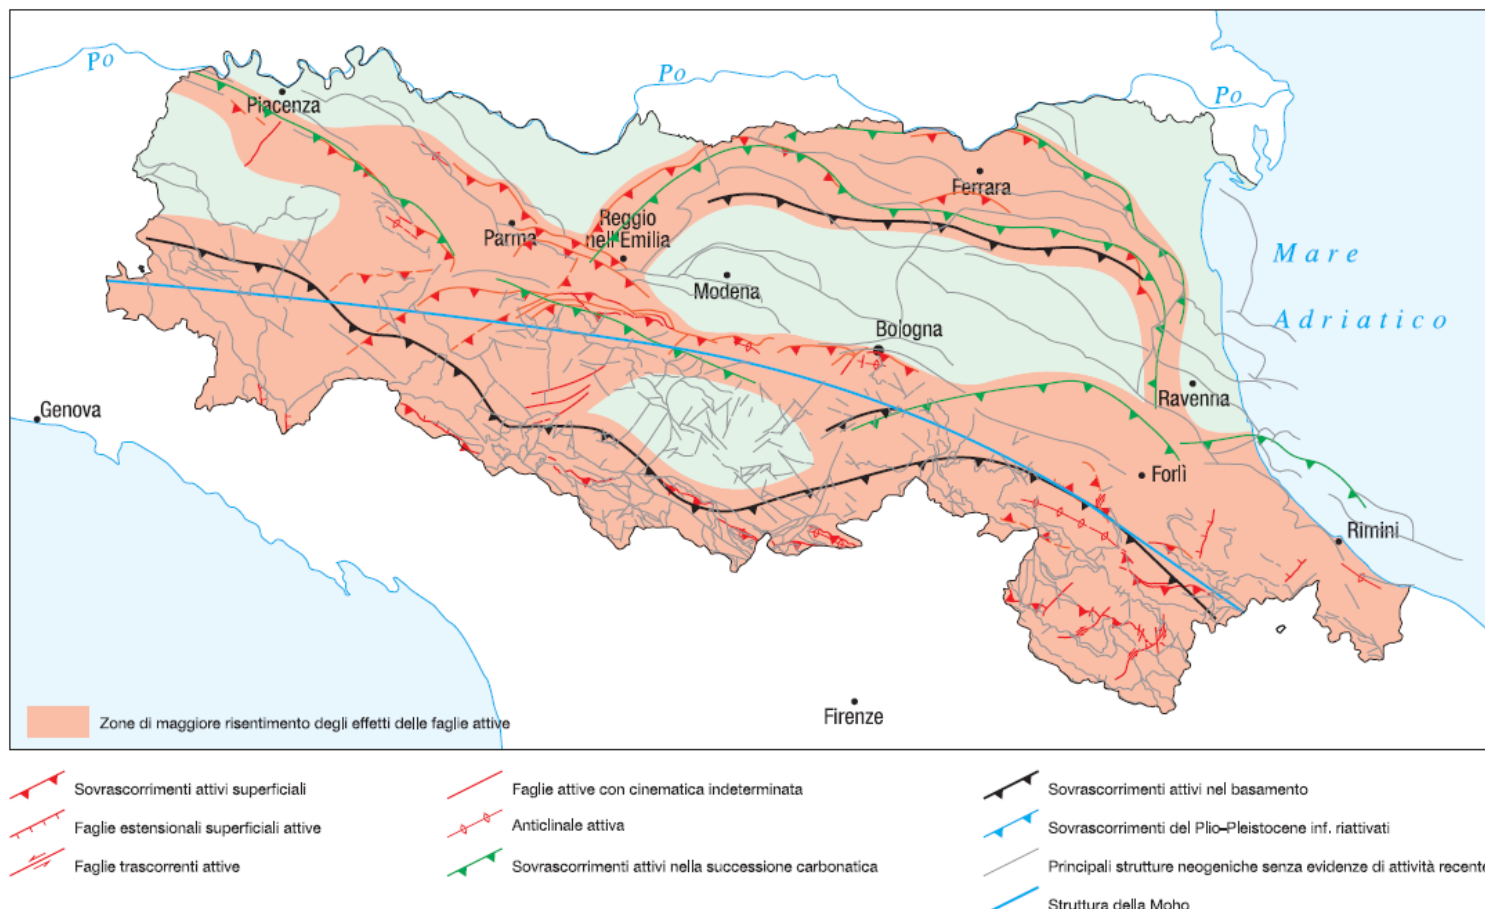 Po
Po
Po
Piacenza
Ferrara
Parma
Reggio
nell'Emilia
Modena
Bologna
Mare
Adriatico
Ravenna
Genova
Forlì
Rimini
Firenze
Zone di maggiore risentimento degli effetti delle faglie attive
Sovrascorrimenti attivi superficiali
Faglie estensionali superficiali attive
Faglie trascorrenti attive
Faglie attive con cinematica indeterminata
Anticlinale attiva
Sovrascorrimenti attivi nella successione carbonatica
Sovrascorrimenti attivi nel basamento
Sovrascorrimenti del Plio–Pleistocene inf. riattivati
Principali strutture neogeniche senza evidenze di attività recente
Struttura della Moho